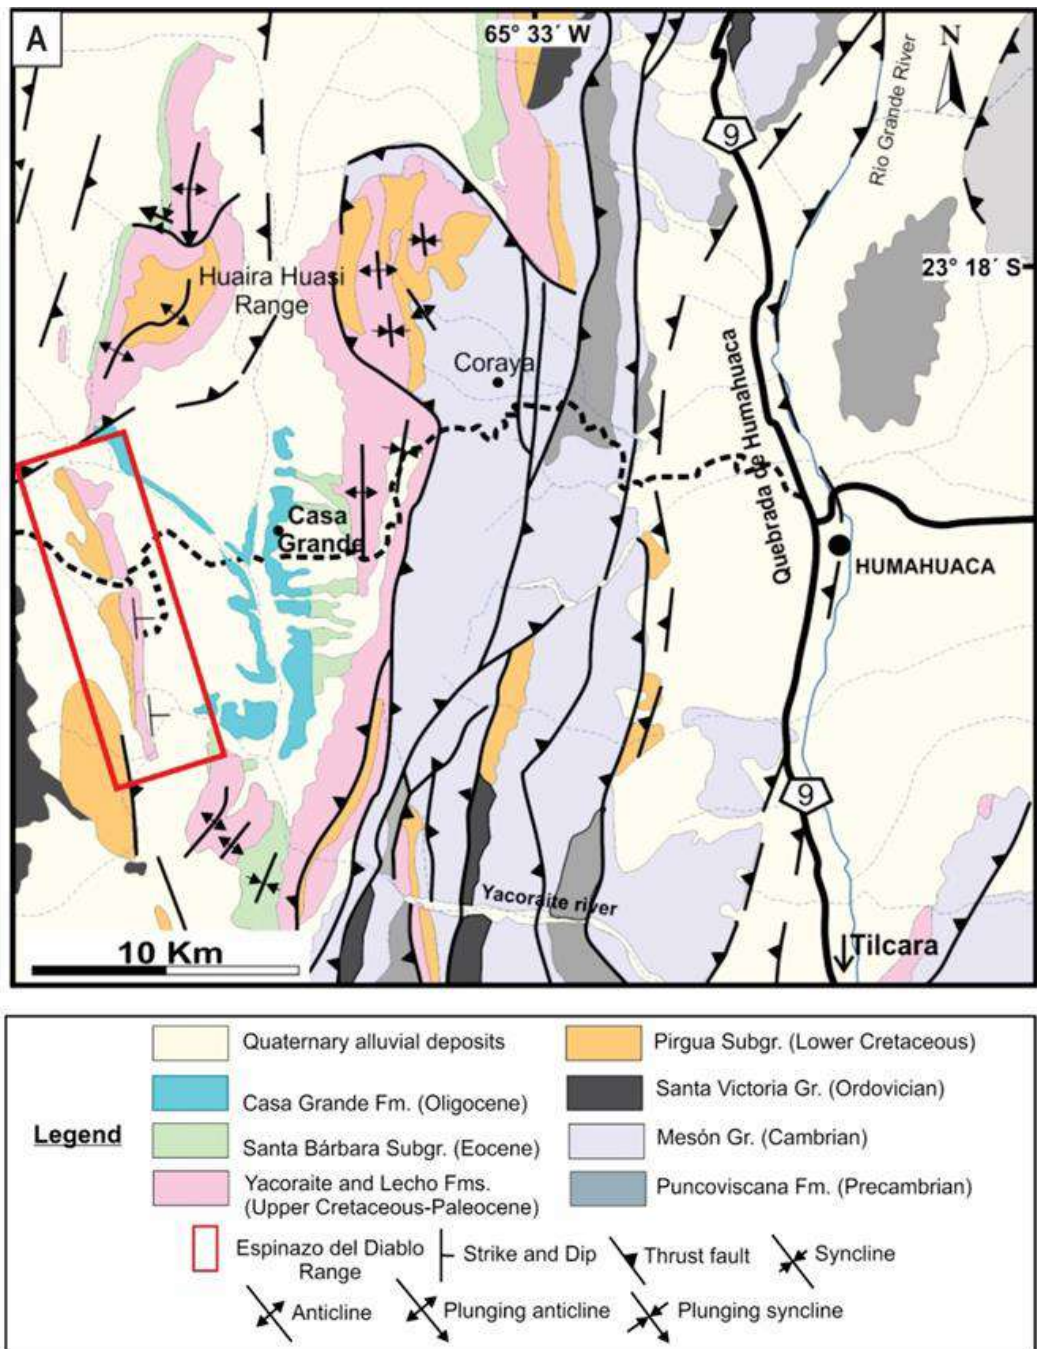 A
65° 33´ W
N
9
Rio Grande River
23° 18´ S
Huaira Huasi
Range
Coraya
Quebrada de Humahuaca
Casa
Grande
HUMAHUACA
9
Yacoraite river
10 Km
Tilcara
Legend
Quaternary alluvial deposits
Casa Grande Fm. (Oligocene)
Santa Bárbara Subgr. (Eocene)
Yacoraite and Lecho Fms.
(Upper Cretaceous-Paleocene)
Pirgua Subgr. (Lower Cretaceous)
Santa Victoria Gr. (Ordovician)
Mesón Gr. (Cambrian)
Puncoviscana Fm. (Precambrian)
Espinazo del Diablo
Range
Strike and Dip
Thrust fault
Syncline
Anticline
Plunging anticline
Plunging syncline